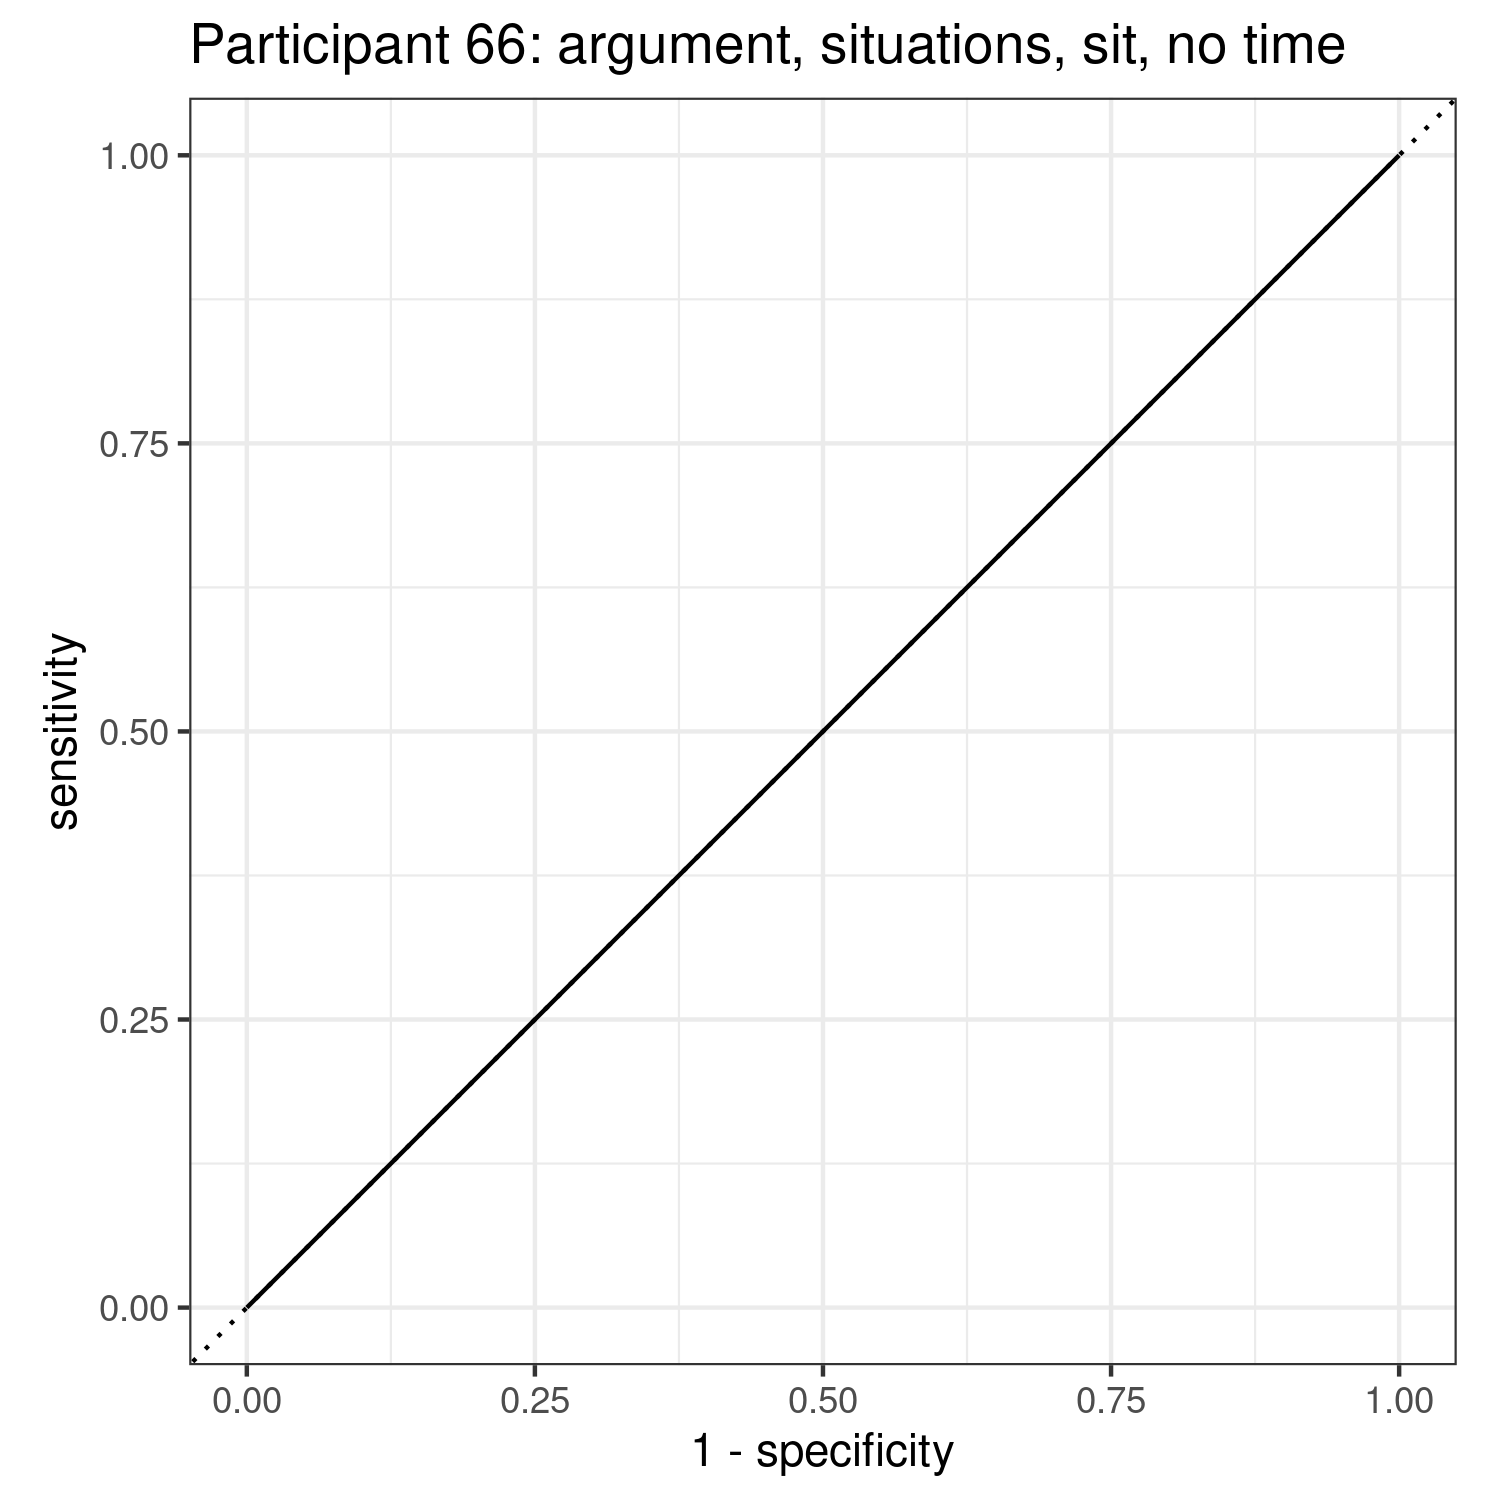 Participant 66: argument, situations, sit, no time
1.00
0.75
0.50
0.25
0.00
sensitivity
0.00 0.25 0.50 0.75 1.00
1 - specificity